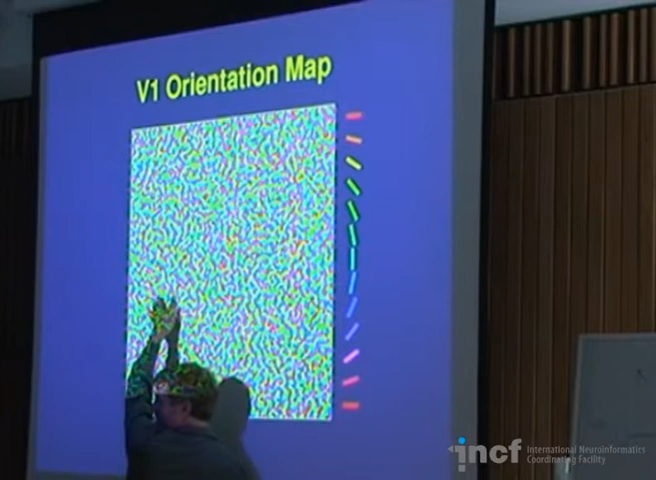 V1 Orientation Map
incf International Neuroinformatics
Coordinating Facility